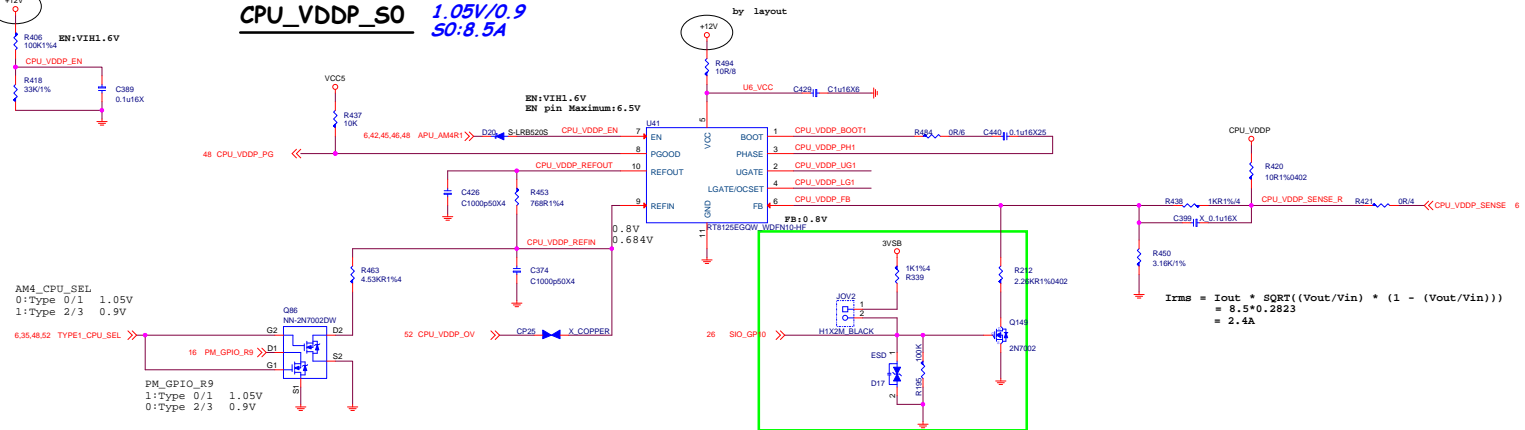 CPU_VDDP_S0
1.05V/0.9
S0:8.5A
by layout
+12V
R406
100K1%4
EN:VIH1.6V
CPU_VDDP_EN
R418
33K/1%
C389
0.1u16X
+12V
R494
10R/8
U6_VCC
C429
C1u16X6
VCC5
R437
10K
EN:VIH1.6V
EN pin Maximum:6.5V
6,42,45,46,48 APU_AM4R1
D20
S-LRB520S
CPU_VDDP_EN
48 CPU_VDDP_PG
U41
5
VCC
7
EN
8
PGOOD
10
REFOUT
9
REFIN
BOOT
1
PHASE
3
UGATE
2
LGATE/OCSET
4
FB
6
GND
11
RT8125EGQW_WDFN10-HF
CPU_VDDP_BOOT1
R484
0R/6
C440
0.1u16X25
CPU_VDDP_PH1
CPU_VDDP_UG1
CPU_VDDP_LG1
CPU_VDDP_FB
FB:0.8V
CPU_VDDP_REFOUT
C426
C1000p50X4
R453
768R1%4
0.8V
0.684V
CPU_VDDP_REFIN
C374
C1000p50X4
R463
4.53KR1%4
CPU_VDDP
R420
10R1%0402
R438
1KR1%/4
CPU_VDDP_SENSE_R
R421
0R/4
CPU_VDDP_SENSE 6
C399
X_0.1u16X
R450
3.16K/1%
AM4_CPU_SEL
0:Type 0/1 1.05V
1:Type 2/3 0.9V
6,35,48,52 TYPE1_CPU_SEL
Q86
NN-2N7002DW
G2
D2
D1
S2
G1
S1
16 PM_GPIO_R9
PM_GPIO_R9
1:Type 0/1 1.05V
0:Type 2/3 0.9V
52 CPU_VDDP_OV
CP25
X_COPPER
3VSB
1K1%4
R339
JOV2
1
2
H1X2M_BLACK
26 SIO_GP10
ESD
1
D17
2
100K
R195
R212
2.26KR1%0402
Q149
2N7002
Irms = Iout * SQRT((Vout/Vin) * (1 - (Vout/Vin)))
= 8.5*0.2823
= 2.4A